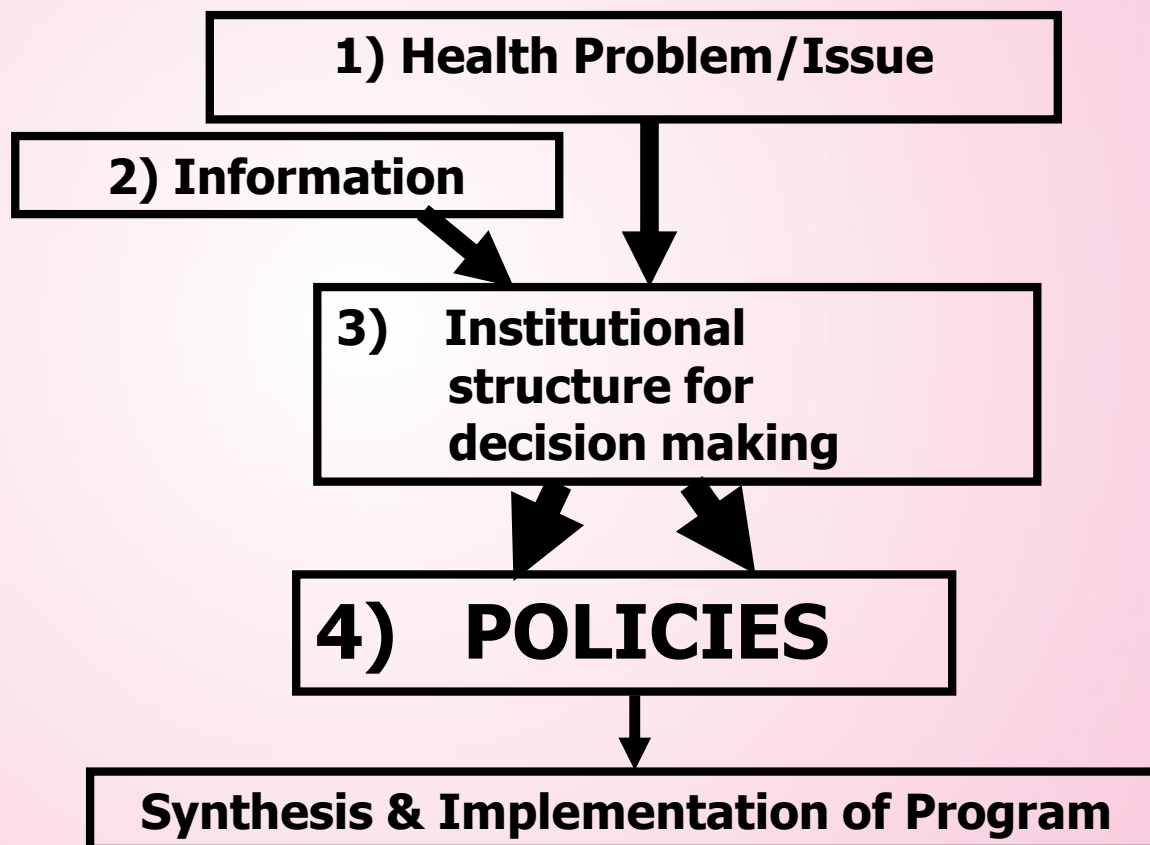 1) Health Problem/Issue
2) Information
3) Institutional
structure for
decision making
4) POLICIES
Synthesis & Implementation of Program